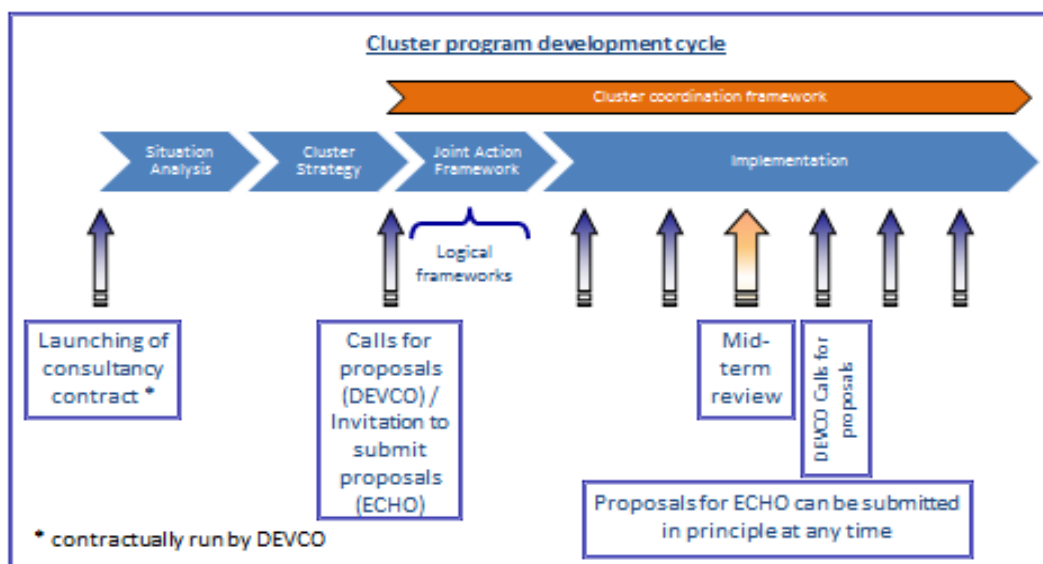 Cluster program development cycle
Cluster coordination framework
Situation
Analysis
Cluster
Strategy
Joint Action
Framework
Implementation
Logical
frameworks
Launching of
consultancy
contract *
Calls for
proposals
(DEVCO) /
Invitation to
submit
proposals
(ECHO)
Mid-
term
review
DEVCO Calls for
proposals
Proposals for ECHO can be submitted
in principle at any time
* contractually run by DEVCO